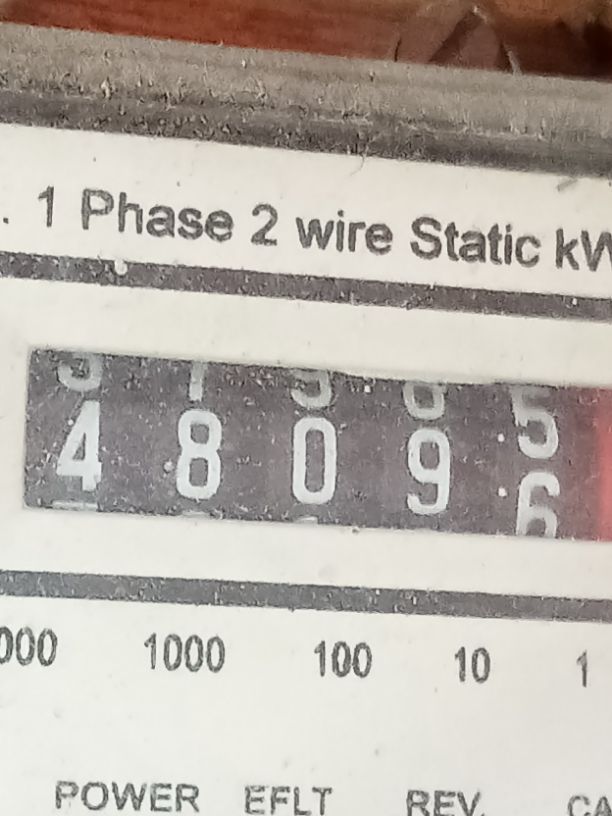 . 1 Phase 2 wire Static kW
4 8 0 9 5
000 1000 100 10 1
POWER EFLT REV. CA